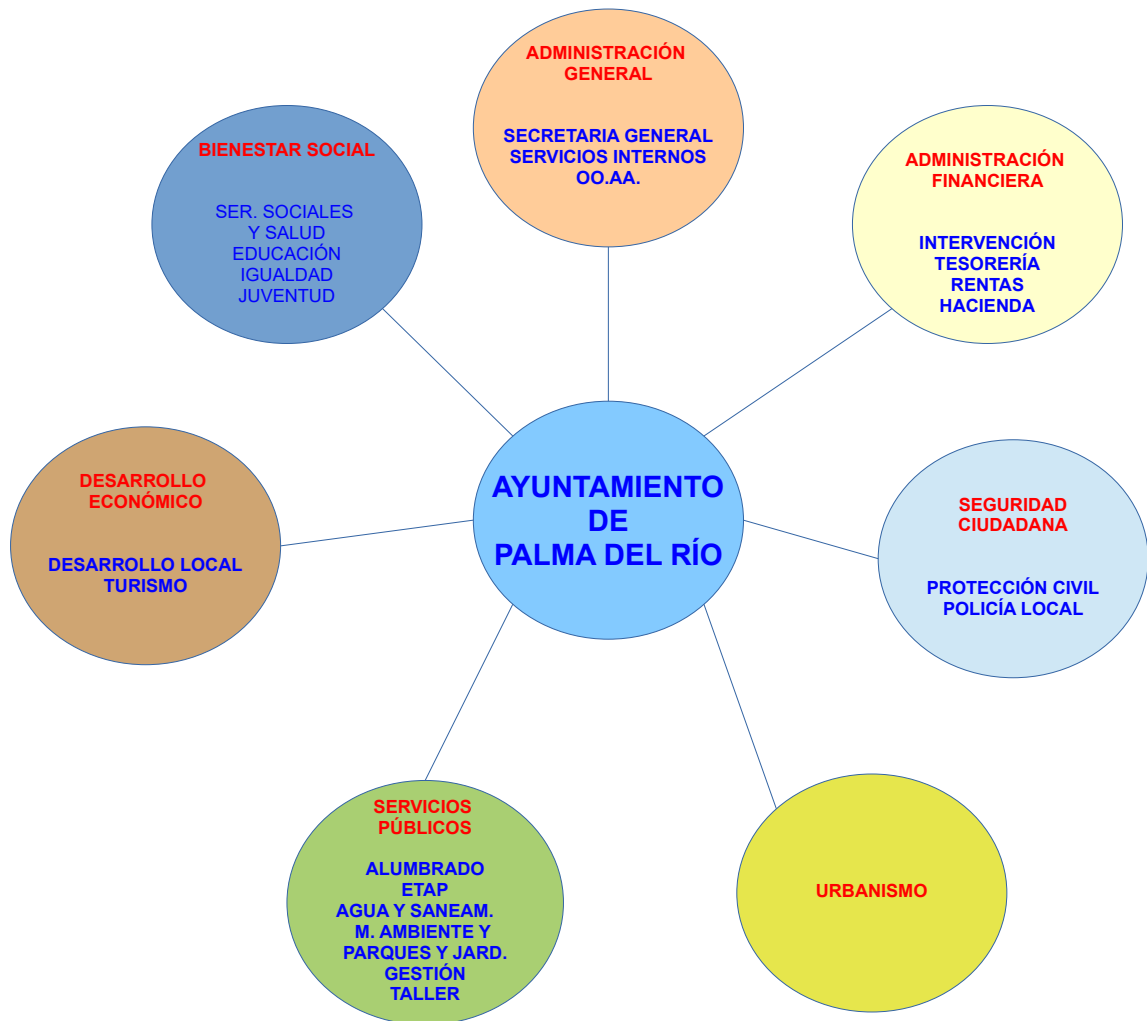 ADMINISTRACIÓN
GENERAL
SECRETARIA GENERAL
SERVICIOS INTERNOS
OO.AA.
BIENESTAR SOCIAL
SER. SOCIALES
Y SALUD
EDUCACIÓN
IGUALDAD
JUVENTUD
ADMINISTRACIÓN
FINANCIERA
INTERVENCIÓN
TESORERÍA
RENTAS
HACIENDA
DESARROLLO
ECONÓMICO
DESARROLLO LOCAL
TURISMO
AYUNTAMIENTO
DE
PALMA DEL RÍO
SEGURIDAD
CIUDADANA
PROTECCIÓN CIVIL
POLICÍA LOCAL
SERVICIOS
PÚBLICOS
ALUMBRADO
ETAP
AGUA Y SANEAM.
M. AMBIENTE Y
PARQUES Y JARD.
GESTIÓN
TALLER
URBANISMO